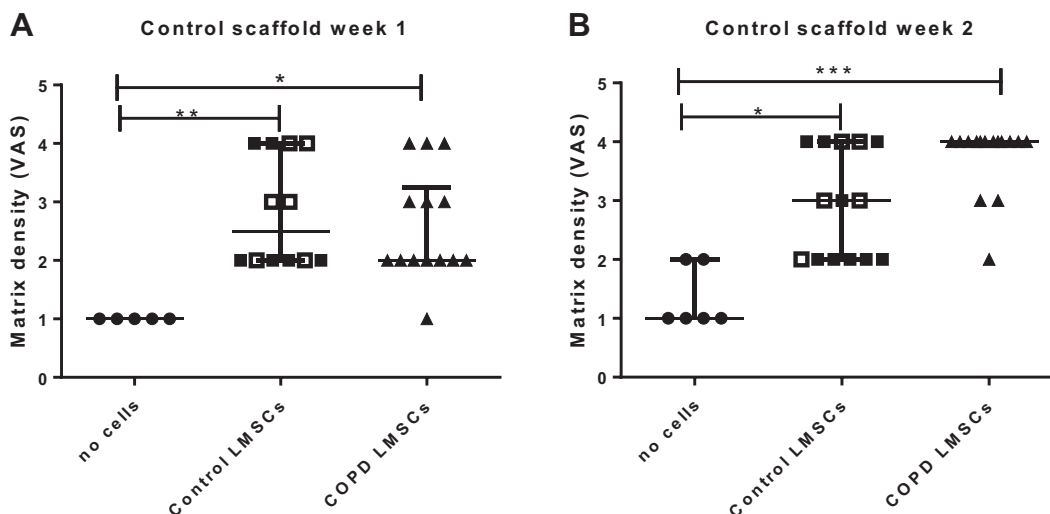 A
Control scaffold week 1
Matrix density (VAS)
5
4
3
2
1
0
*
**
no cells
Control LMSCs
COPD LMSCs
B
Control scaffold week 2
Matrix density (VAS)
5
4
3
2
1
0
***
*
no cells
Control LMSCs
COPD LMSCs